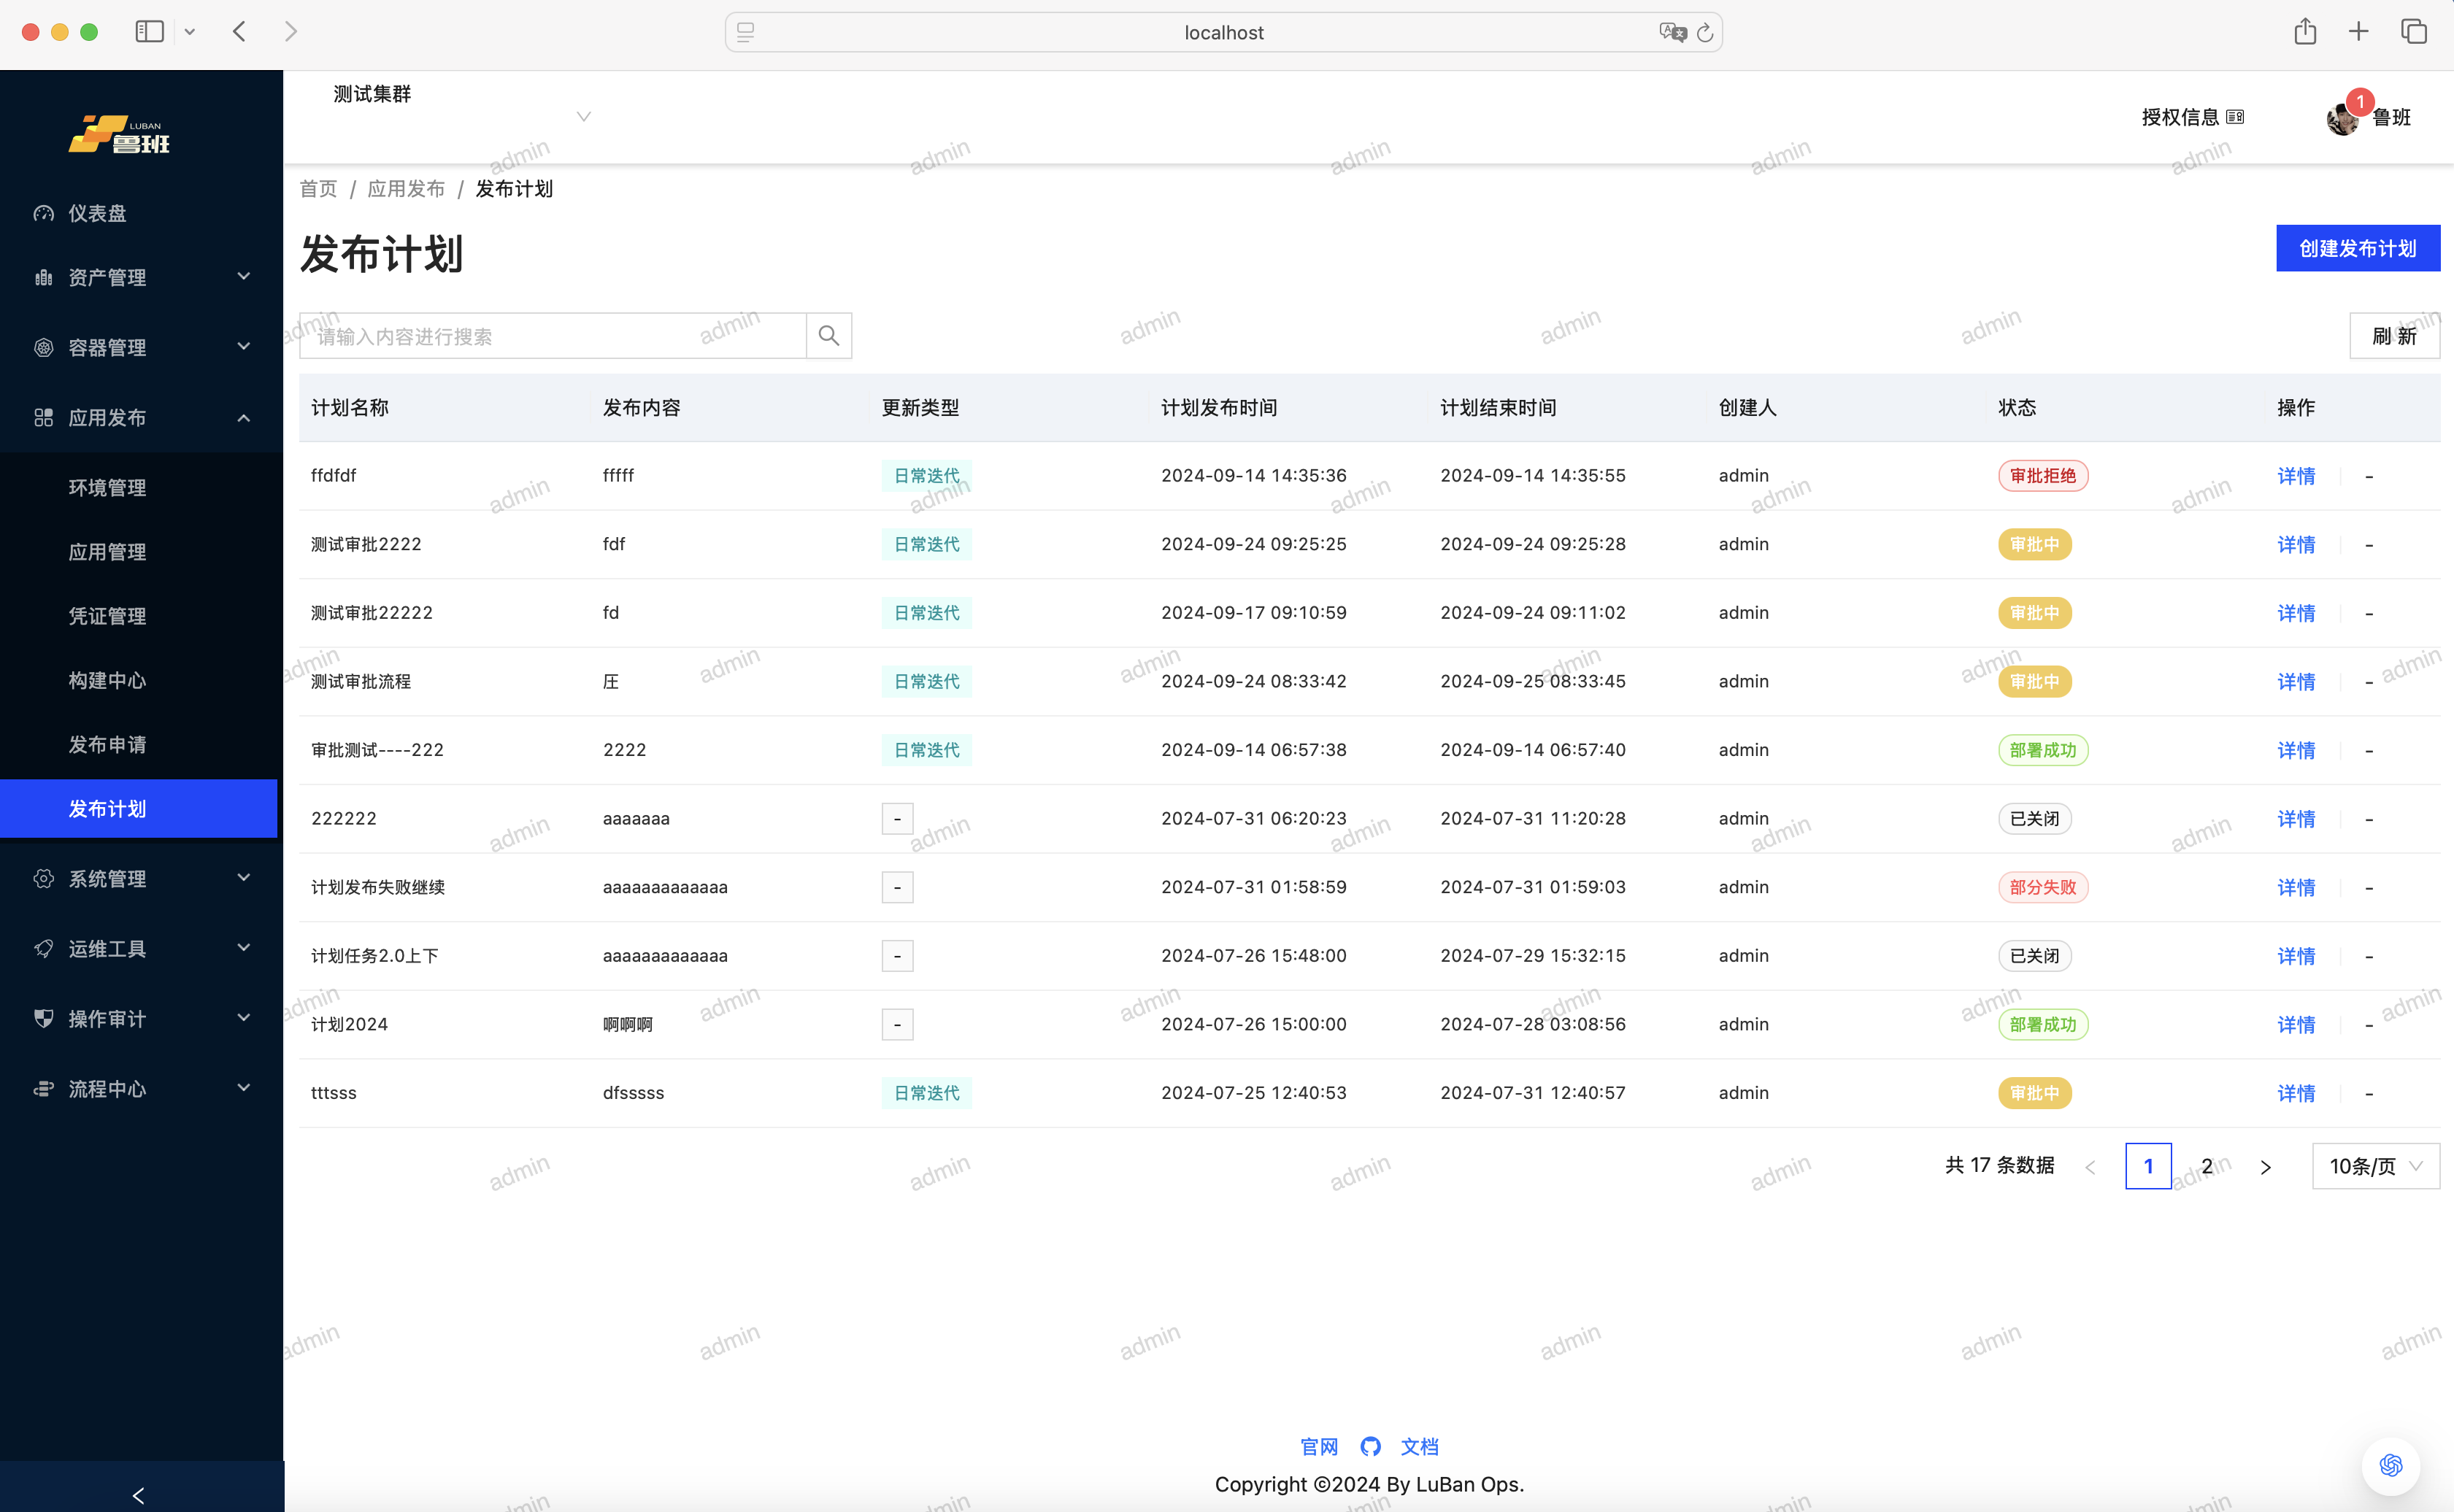 localhost
LUBAN
鲁班
测试集群
授权信息
1
鲁班
仪表盘
资产管理
容器管理
应用发布
环境管理
应用管理
凭证管理
构建中心
发布申请
发布计划
系统管理
运维工具
操作审计
流程中心
首页 / 应用发布 / 发布计划
发布计划
创建发布计划
请输入内容进行搜索
刷 新
计划名称 发布内容 更新类型 计划发布时间 计划结束时间 创建人 状态 操作
ffdfdf fffff 日常迭代 2024-09-14 14:35:36 2024-09-14 14:35:55 admin 审批拒绝 详情 -
测试审批2222 fdf 日常迭代 2024-09-24 09:25:25 2024-09-24 09:25:28 admin 审批中 详情 -
测试审批22222 fd 日常迭代 2024-09-17 09:10:59 2024-09-24 09:11:02 admin 审批中 详情 -
测试审批流程 圧 日常迭代 2024-09-24 08:33:42 2024-09-25 08:33:45 admin 审批中 详情 -
审批测试----222 2222 日常迭代 2024-09-14 06:57:38 2024-09-14 06:57:40 admin 部署成功 详情 -
222222 aaaaaaa - 2024-07-31 06:20:23 2024-07-31 11:20:28 admin 已关闭 详情 -
计划发布失败继续 aaaaaaaaaaaaa - 2024-07-31 01:58:59 2024-07-31 01:59:03 admin 部分失败 详情 -
计划任务2.0上下 aaaaaaaaaaaaa - 2024-07-26 15:48:00 2024-07-29 15:32:15 admin 已关闭 详情 -
计划2024 啊啊啊 - 2024-07-26 15:00:00 2024-07-28 03:08:56 admin 部署成功 详情 -
tttsss dfsssss 日常迭代 2024-07-25 12:40:53 2024-07-31 12:40:57 admin 审批中 详情 -
共 17 条数据 1 2 10条/页
官网 文档
Copyright ©2024 By LuBan Ops.
admin